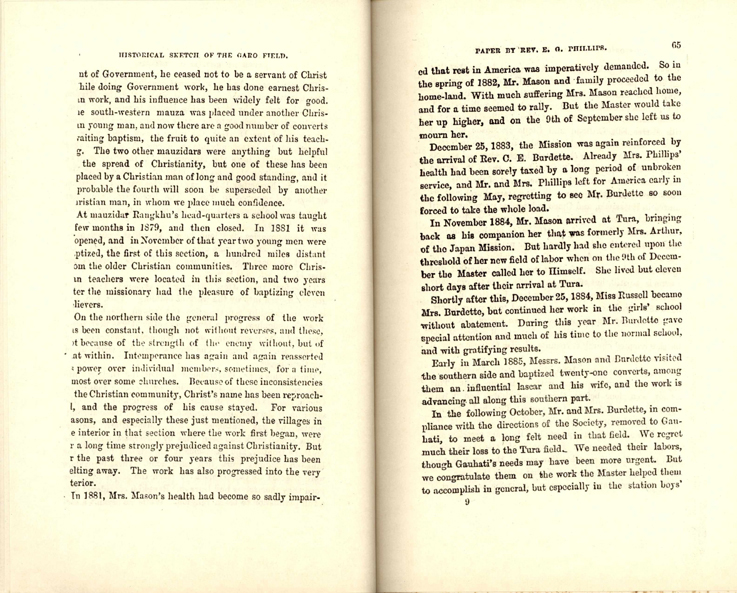 HISTORICAL SKETCH OF THE GARO FIELD.
nt of Government, he ceased not to be a servant of Christ
hile doing Government work, he has done earnest Chris-
an work, and his influence has been widely felt for good.
ie south-western mauza was placed under another Chris-
in young man, and now there are a good number of converts
raiting baptism, the fruit to quite an extent of his teach-
g. The two other mauzidars were anything but helpful
the spread of Christianity, but one of these has been
placed by a Christian man of long and good standing, and it
probable the fourth will soon be superseded by another
aristian man, in whom we place much confidence.
At mauzidar Rangkhu's head-quarters a school was taught
few months in 1879, and then closed. In 1881 it was
opened, and in November of that year two young men were
ptized, the first of this section, a hundred miles distant
om the older Christian communities. Three more Chris-
in teachers were located in this section, and two years
ter the missionary had the pleasure of baptizing eleven
lievers.
On the northern side the general progress of the work
is been constant, though not without reverses, and these,
ot because of the strength of the enemy without, but of
at within. Intemperance has again and again reasserted
power over individual members, sometimes, for a time,
most over some churches. Because of these inconsistencies
the Christian community, Christ's name has been reproach-
l, and the progress of his cause stayed. For various
asons, and especially these just mentioned, the villages in
e interior in that section where the work first began, were
r a long time strongly prejudiced against Christianity. But
r the past three or four years this prejudice has been
elting away. The work has also progressed into the very
terior.
In 1881, Mrs. Mason's health had become so sadly impair-
PAPER BY REV. E. G. PHILLIPS. 65
ed that rest in America was imperatively demanded. So in
the spring of 1882, Mr. Mason and family proceeded to the
home-land. With much suffering Mrs. Mason reached home,
and for a time seemed to rally. But the Master would take
her up higher, and on the 9th of September she left us to
mourn her.
December 25, 1883, the Mission was again reinforced by
the arrival of Rev. C. E. Burdette. Already Mrs. Phillips'
health had been sorely taxed by a long period of unbroken
service, and Mr. and Mrs. Phillips left for America early in
the following May, regretting to see Mr. Burdette so soon
forced to take the whole load.
In November 1884, Mr. Mason arrived at Tura, bringing
back as his companion her that was formerly Mrs. Arthur,
of the Japan Mission. But hardly had she entered upon the
threshold of her new field of labor when on the 9th of Decem-
ber the Master called her to Himself. She lived but eleven
short days after their arrival at Tura.
Shortly after this, December 25, 1884, Miss Russell became
Mrs. Burdette, but continued her work in the girls' school
without abatement. During this year Mr. Burdette gave
special attention and much of his time to the normal school,
and with gratifying results.
Early in March 1885, Messrs. Mason and Burdette visited
the southern side and baptized twenty-one converts, among
them an influential lascar and his wife, and the work is
advancing all along this southern part.
In the following October, Mr. and Mrs. Burdette, in com-
pliance with the directions of the Society, removed to Gau-
hati, to meet a long felt need in that field. We regret
much their loss to the Tura field. We needed their labors,
though Gauhati's needs may have been more urgent. But
we congratulate them on the work the Master helped them
to accomplish in general, but especially in the station boys'
9